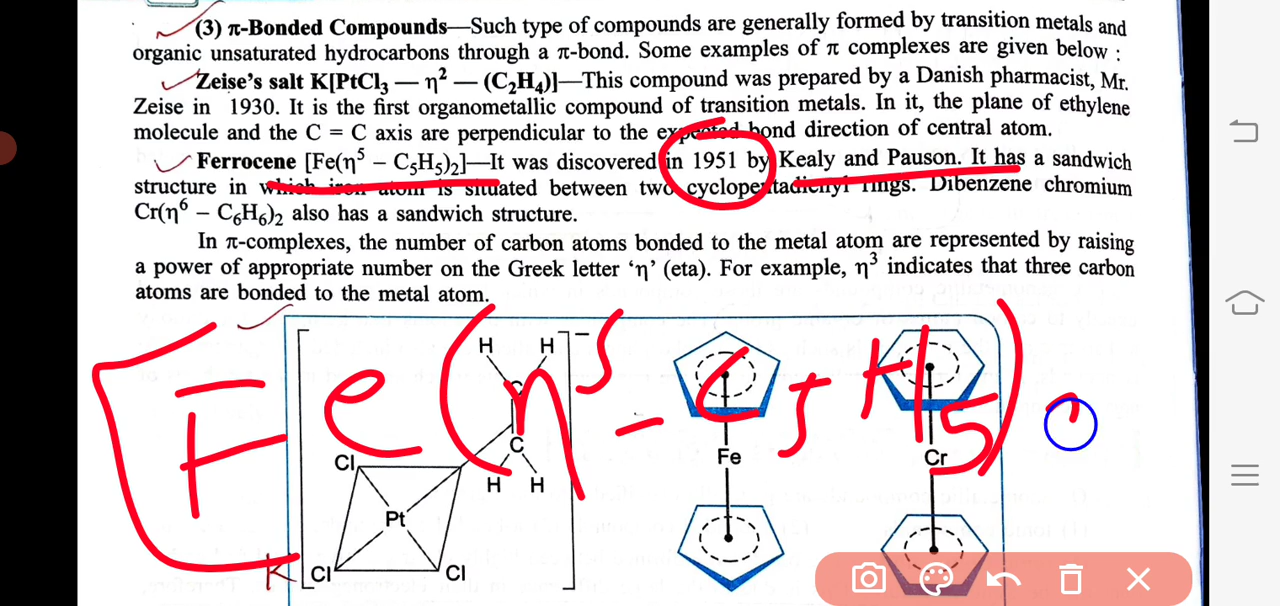 (3) π-Bonded Compounds—Such type of compounds are generally formed by transition metals and
organic unsaturated hydrocarbons through a π-bond. Some examples of π complexes are given below :
Zeise's salt K[PtCl₃ — η² — (C₂H₄)]—This compound was prepared by a Danish pharmacist, Mr.
Zeise in 1930. It is the first organometallic compound of transition metals. In it, the plane of ethylene
molecule and the C = C axis are perpendicular to the expected bond direction of central atom.
Ferrocene [Fe(η⁵ – C₅H₅)₂]—It was discovered in 1951 by Kealy and Pauson. It has a sandwich
structure in which iron atom is situated between two cyclopentadienyl rings. Dibenzene chromium
Cr(η⁶ – C₆H₆)₂ also has a sandwich structure.
In π-complexes, the number of carbon atoms bonded to the metal atom are represented by raising
a power of appropriate number on the Greek letter 'η' (eta). For example, η³ indicates that three carbon
atoms are bonded to the metal atom.
H H –
C
Fe(η⁵ – C₅H₅)
C
Cl Fe Cr
H H
Pt
K Cl Cl